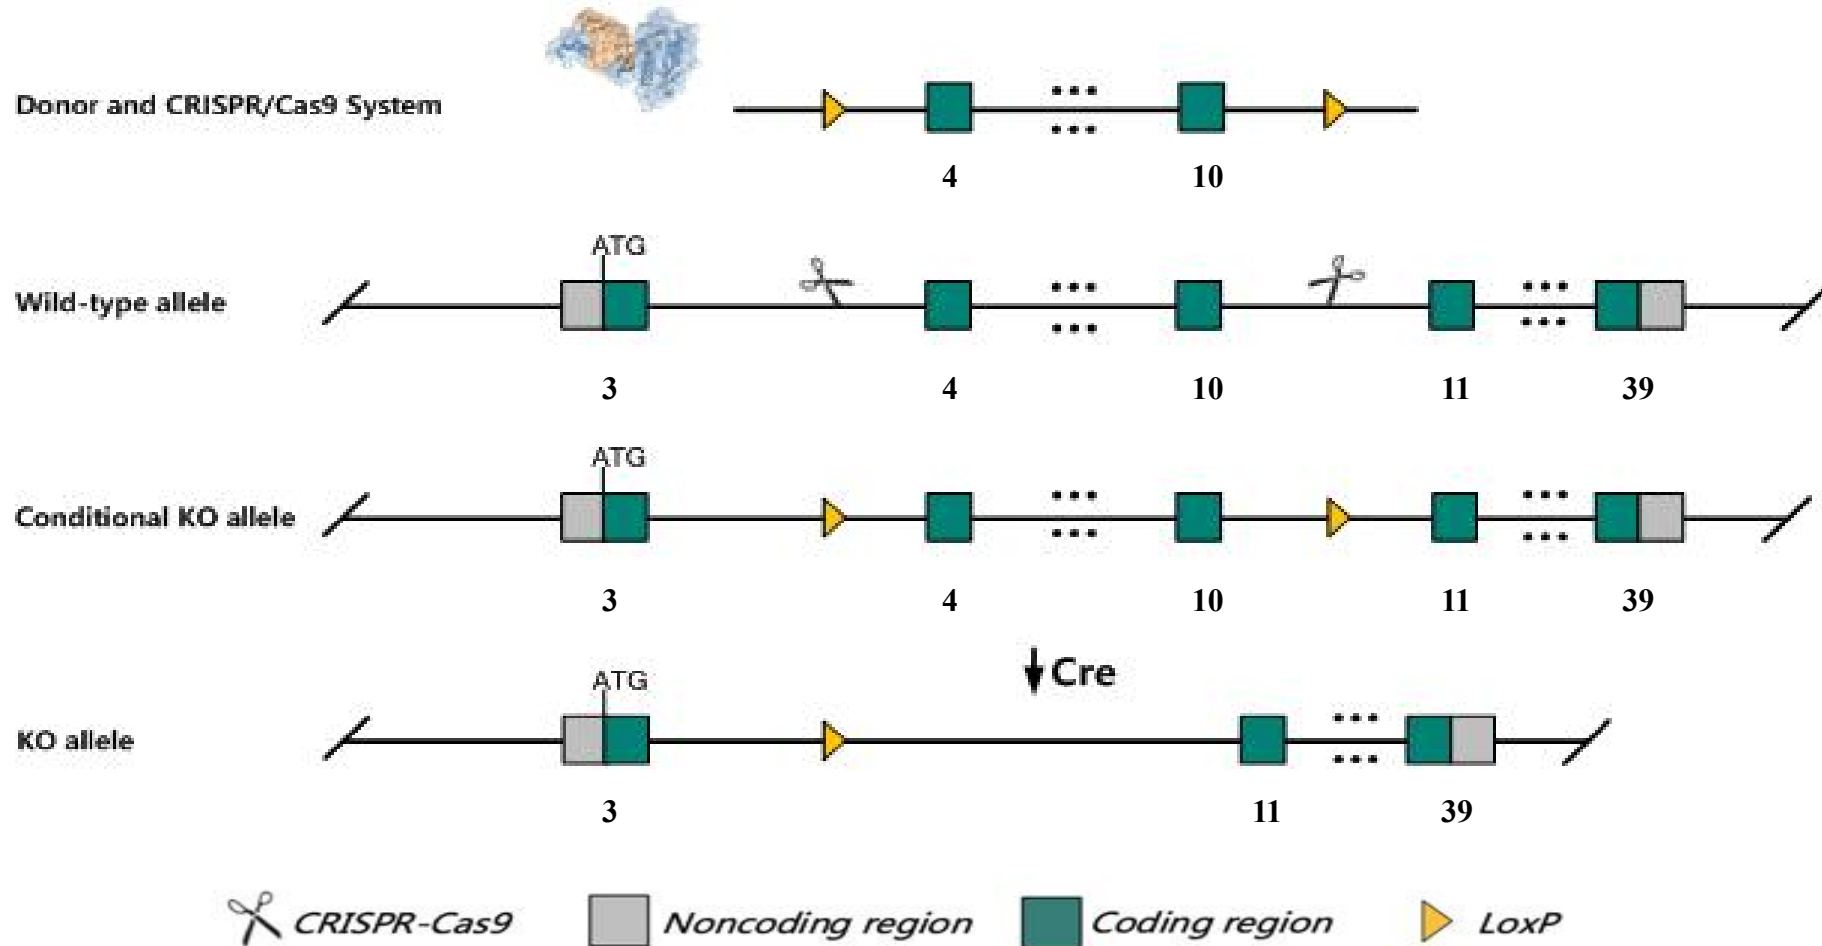 Donor and CRISPR/Cas9 System
4 10
ATG
Wild-type allele
3 4 10 11 39
ATG
Conditional KO allele
3 4 10 11 39
Cre
ATG
KO allele
3 11 39
CRISPR-Cas9 Noncoding region Coding region LoxP